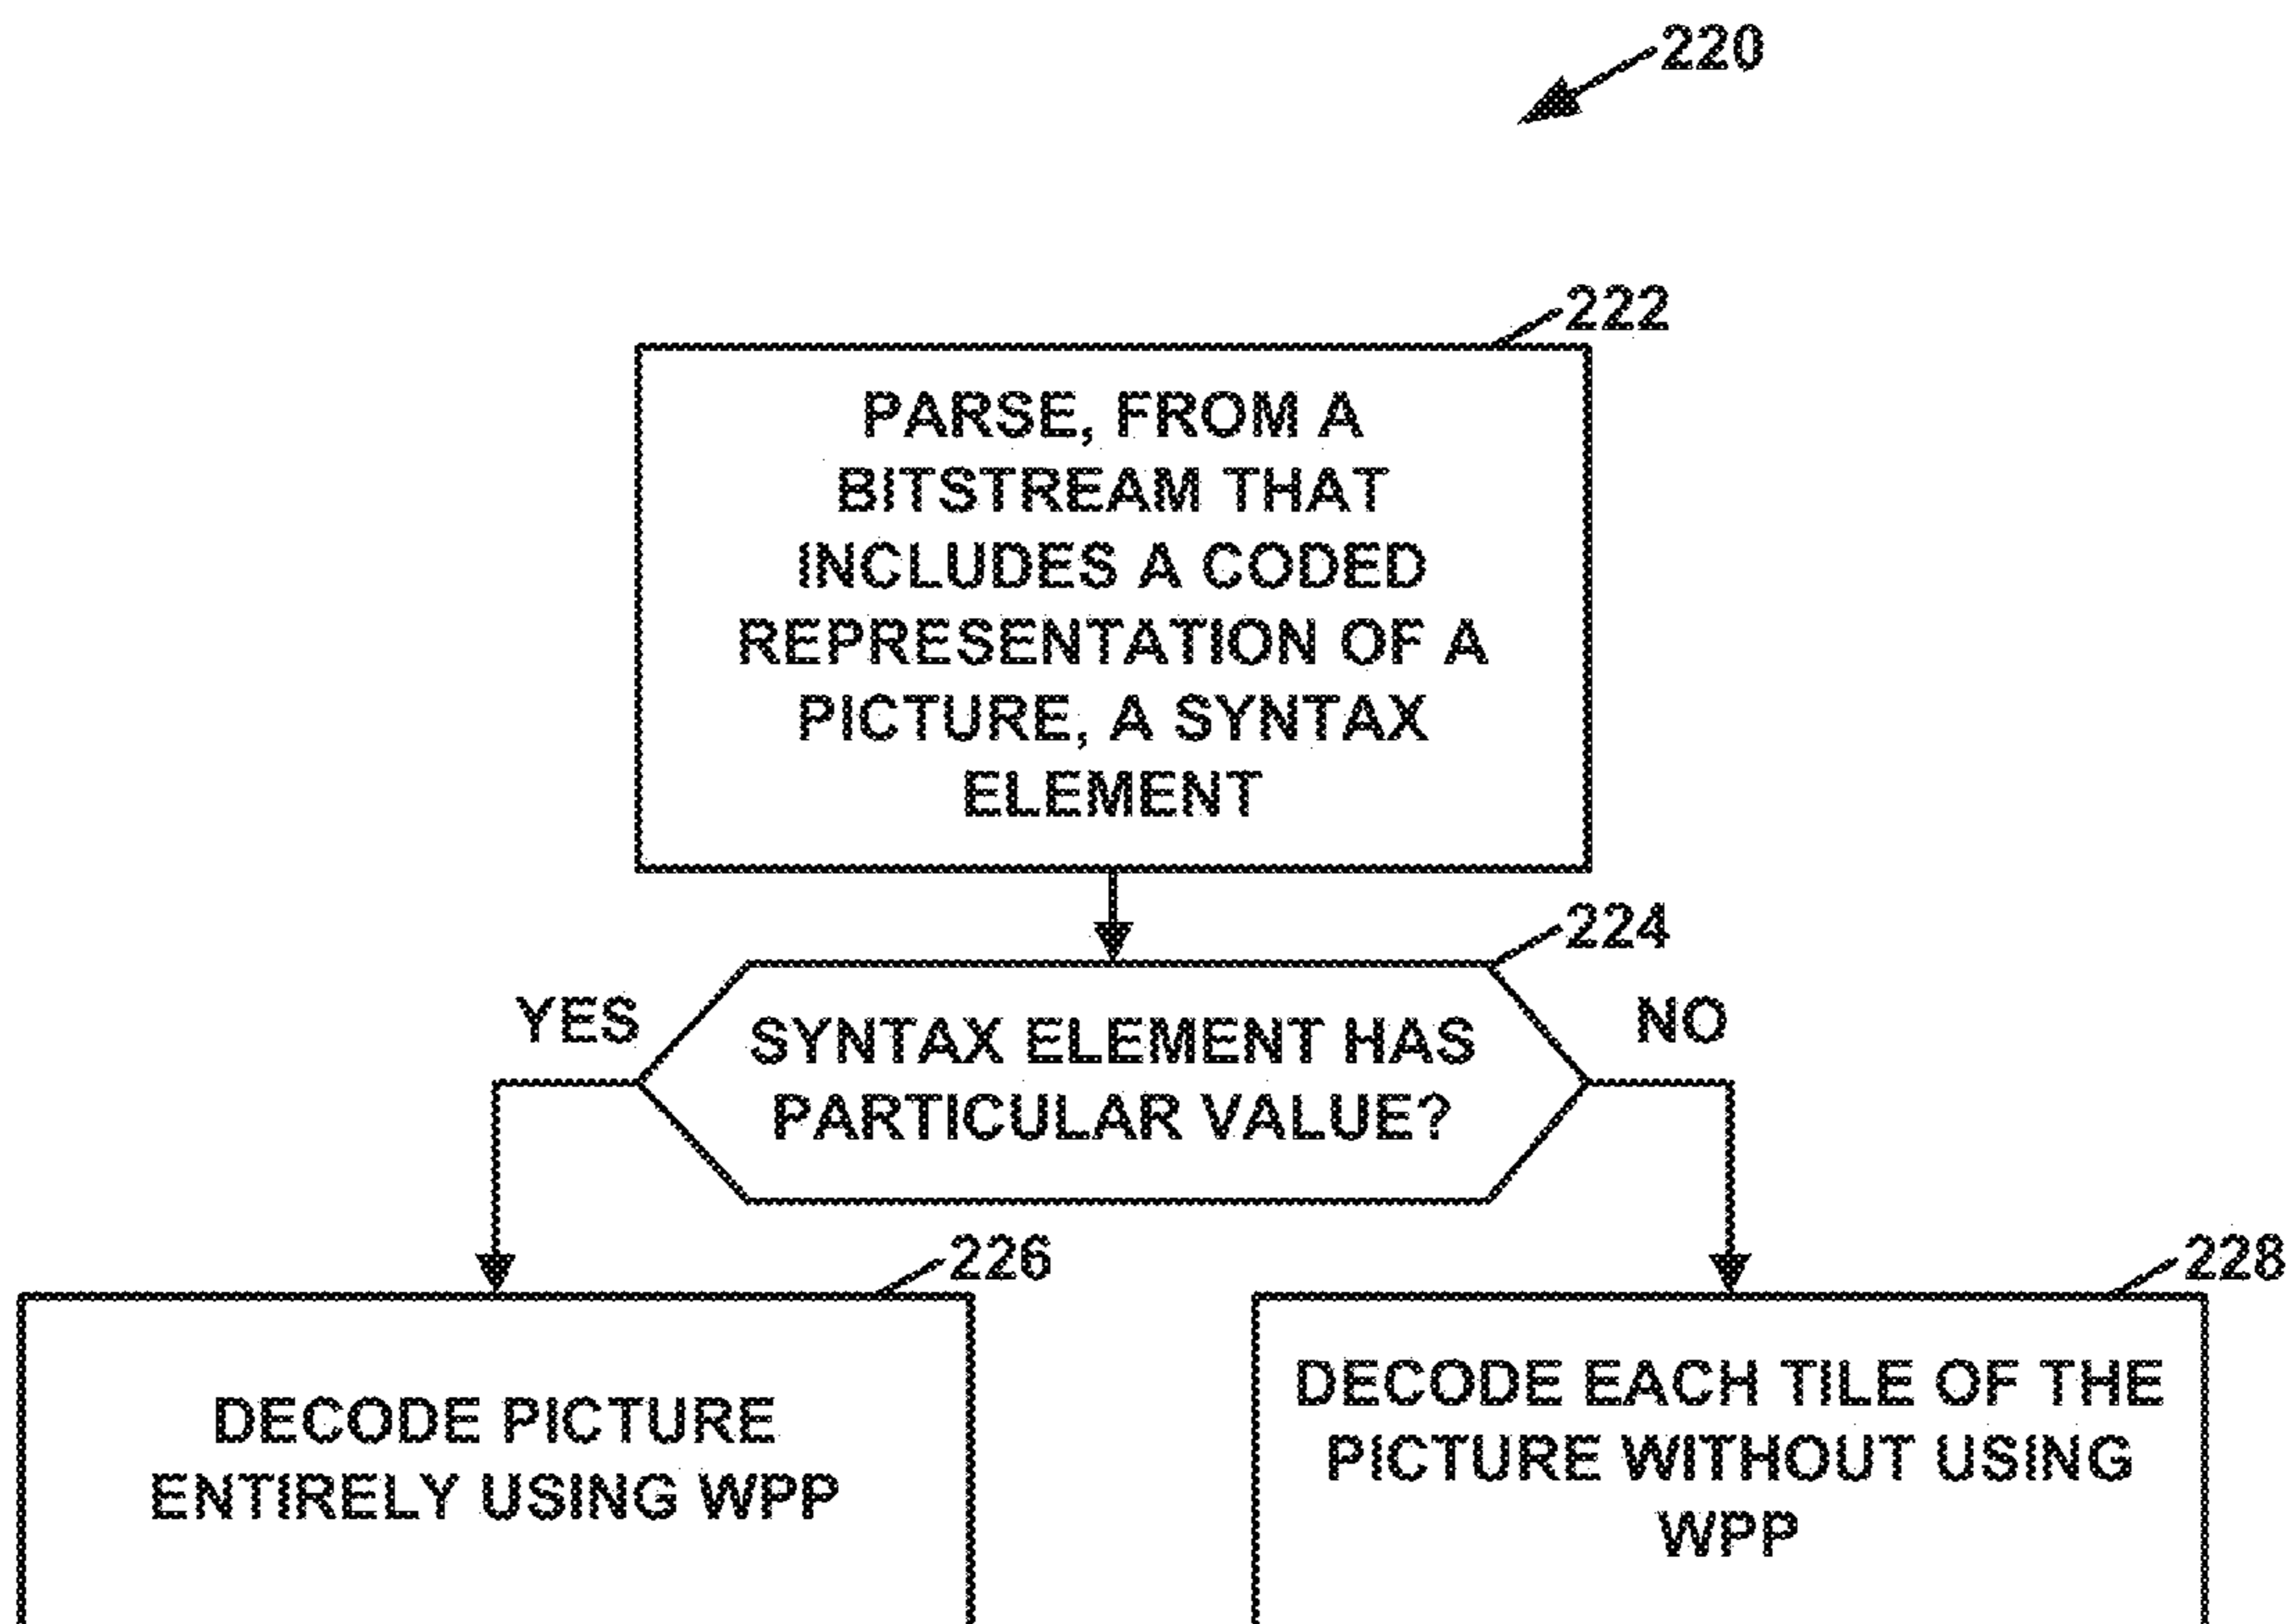 220
222
PARSE, FROM A
BITSTREAM THAT
INCLUDES A CODED
REPRESENTATION OF A
PICTURE, A SYNTAX
ELEMENT
224
YES
NO
SYNTAX ELEMENT HAS
PARTICULAR VALUE?
226
228
DECODE PICTURE
ENTIRELY USING WPP
DECODE EACH TILE OF THE
PICTURE WITHOUT USING
WPP